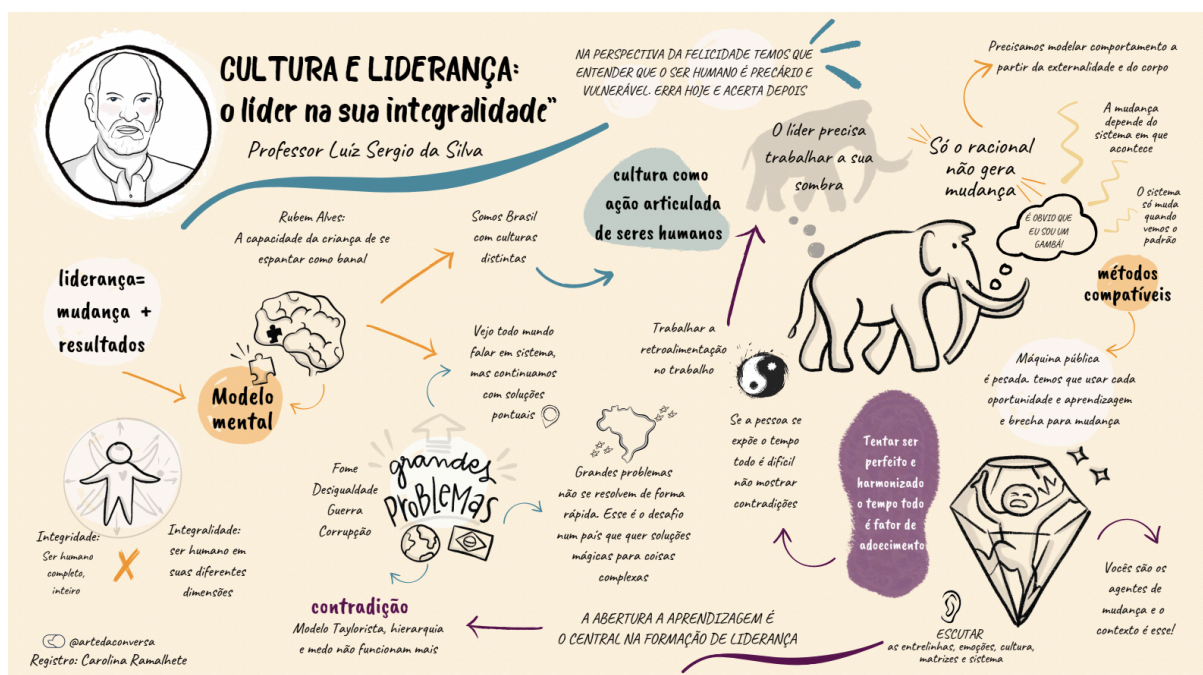 CULTURA E LIDERANÇA:
o líder na sua integralidade"
Professor Luíz Sergio da Silva
NA PERSPECTIVA DA FELICIDADE TEMOS QUE
ENTENDER QUE O SER HUMANO É PRECÁRIO E
VULNERÁVEL. ERRA HOJE E ACERTA DEPOIS
O líder precisa
trabalhar a sua
sombra
Precisamos modelar comportamento a
partir da externalidade e do corpo
Só o racional
não gera
mudança
A mudança
depende do
sistema em que
acontece
O sistema
só muda
quando
vemos o
padrão
É OBVIO QUE
EU SOU UM
GAMBÁ!
cultura como
ação articulada
de seres humanos
Rubem Alves:
A capacidade da criança de se
espantar como banal
Somos Brasil
com culturas
distintas
liderança=
mudança +
resultados
Modelo
mental
Vejo todo mundo
falar em sistema,
mas continuamos
com soluções
pontuais
Trabalhar a
retroalimentação
no trabalho
métodos
compatíveis
Máquina pública
é pesada. temos que usar cada
oportunidade e aprendizagem
e brecha para mudança
Integridade:
Ser humano
completo,
inteiro
X
Integralidade:
ser humano em
suas diferentes
dimensões
Fome
Desigualdade
Guerra
Corrupção
grandes
PROBLEMAS
Grandes problemas
não se resolvem de forma
rápida. Esse é o desafio
num país que quer soluções
mágicas para coisas
complexas
Se a pessoa se
expõe o tempo
todo é difícil
não mostrar
contradições
Tentar ser
perfeito e
harmonizado
o tempo todo
é fator de
adoecimento
Vocês são os
agentes de
mudança e o
contexto é esse!
contradição
Modelo Taylorista, hierarquia
e medo não funcionam mais
A ABERTURA A APRENDIZAGEM É
O CENTRAL NA FORMAÇÃO DE LIDERANÇA
ESCUTAR
as entrelinhas, emoções, cultura,
matrizes e sistema
@artedaconversa
Registro: Carolina Ramalhete